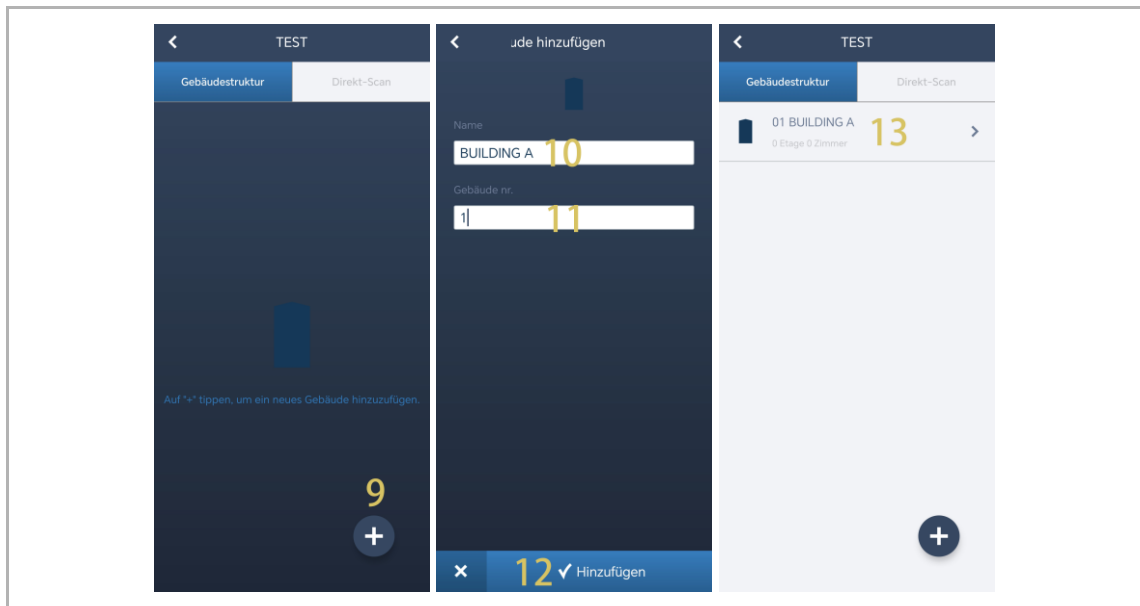 TEST
Gebäudestruktur
Direkt-Scan
Auf "+" tippen, um ein neues Gebäude hinzuzufügen.
9
+
ude hinzufügen
Name
BUILDING A
10
Gebäude nr.
1
11
12
Hinzufügen
TEST
Gebäudestruktur
Direkt-Scan
01 BUILDING A
0 Etage 0 Zimmer
13
+